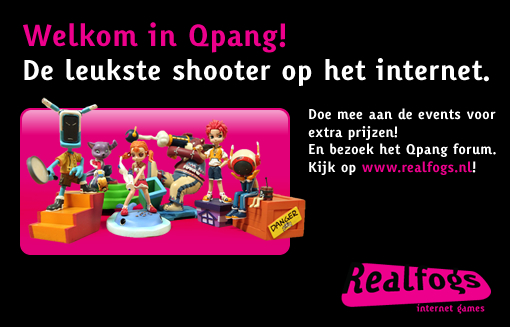 Welkom in Qpang!
De leukste shooter op het internet.
Doe mee aan de events voor
extra prijzen!
En bezoek het Qpang forum.
Kijk op www.realfogs.nl!
DANGER
Realfogs
internet games